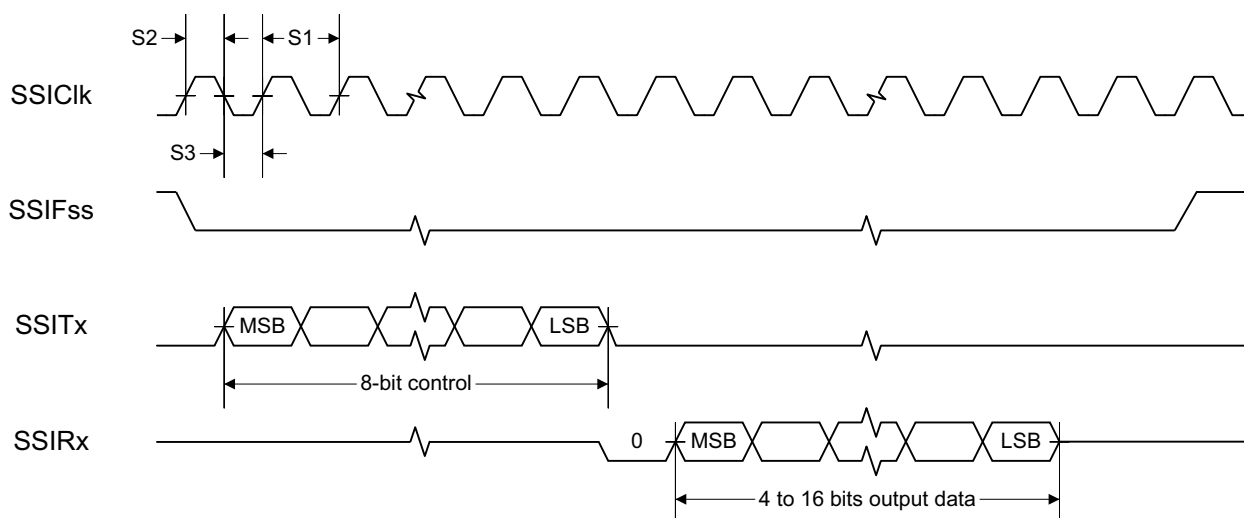 S2
S1
SSIClk
S3
SSIFss
SSITx
MSB
LSB
8-bit control
SSIRx
0
MSB
LSB
4 to 16 bits output data